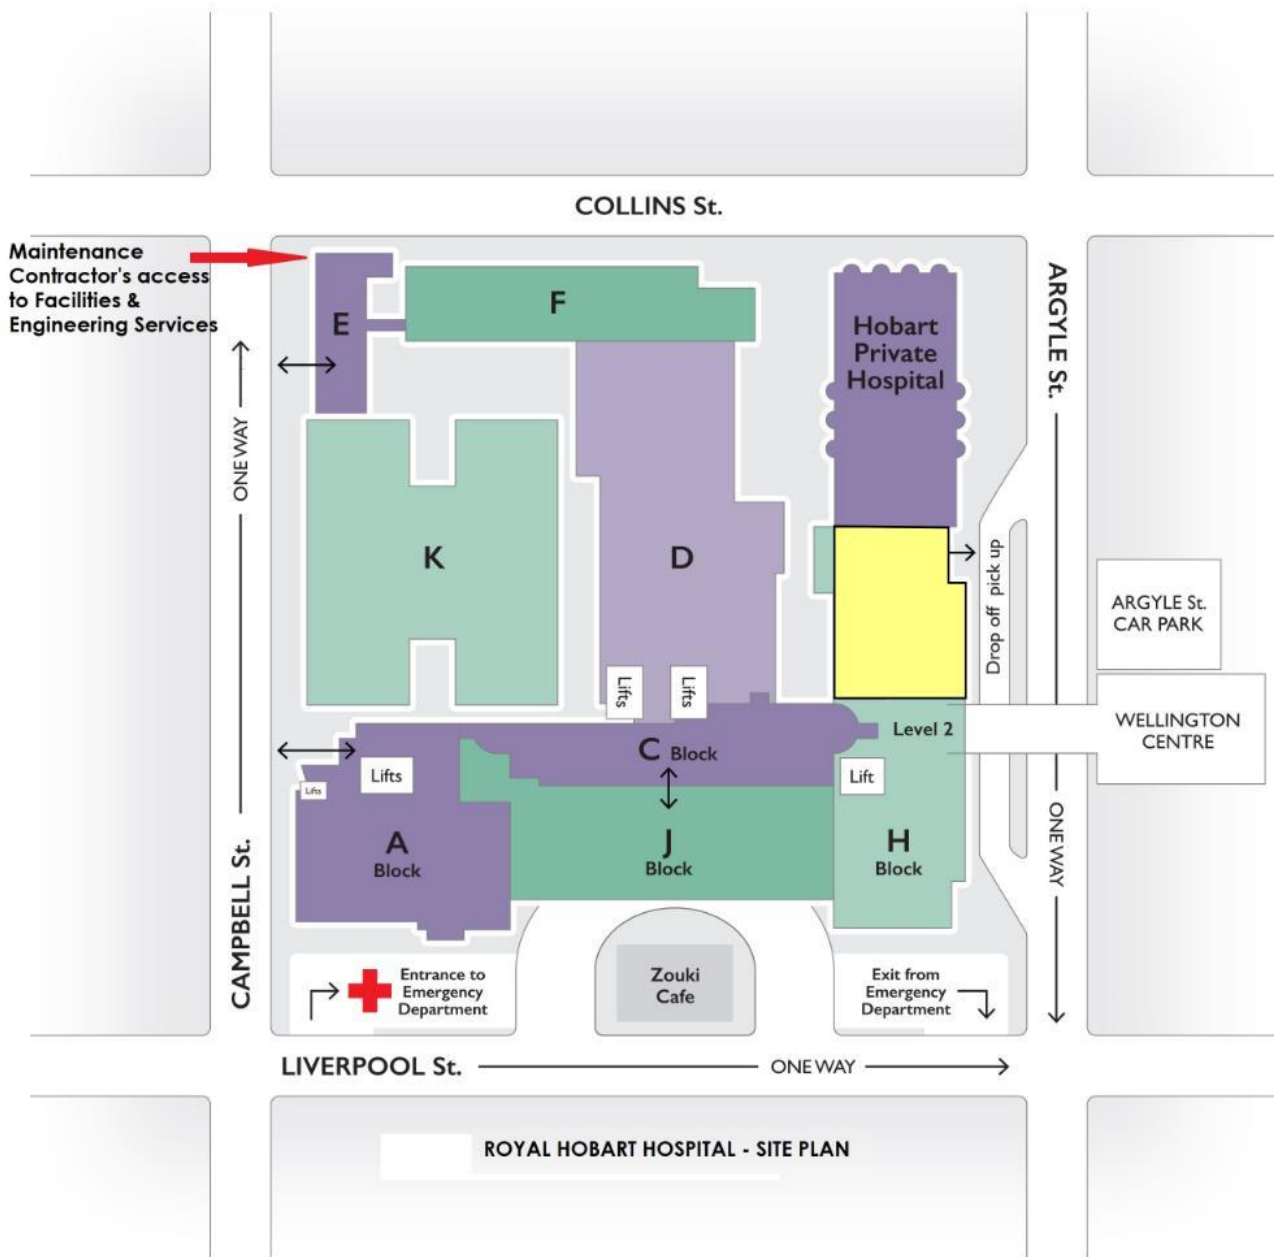 COLLINS St.
Maintenance
Contractor's access
to Facilities &
Engineering Services
E
F
Hobart
Private
Hospital
ARGYLE St.
ONE WAY
K
D
Drop off pick up
ARGYLE St.
CAR PARK
Lifts
Lifts
Level 2
WELLINGTON
CENTRE
C Block
Lifts
Lifts
Lift
A
Block
J
Block
H
Block
ONE WAY
CAMPBELL St.
Entrance to
Emergency
Department
Zouki
Cafe
Exit from
Emergency
Department
LIVERPOOL St.
ONE WAY
ROYAL HOBART HOSPITAL - SITE PLAN